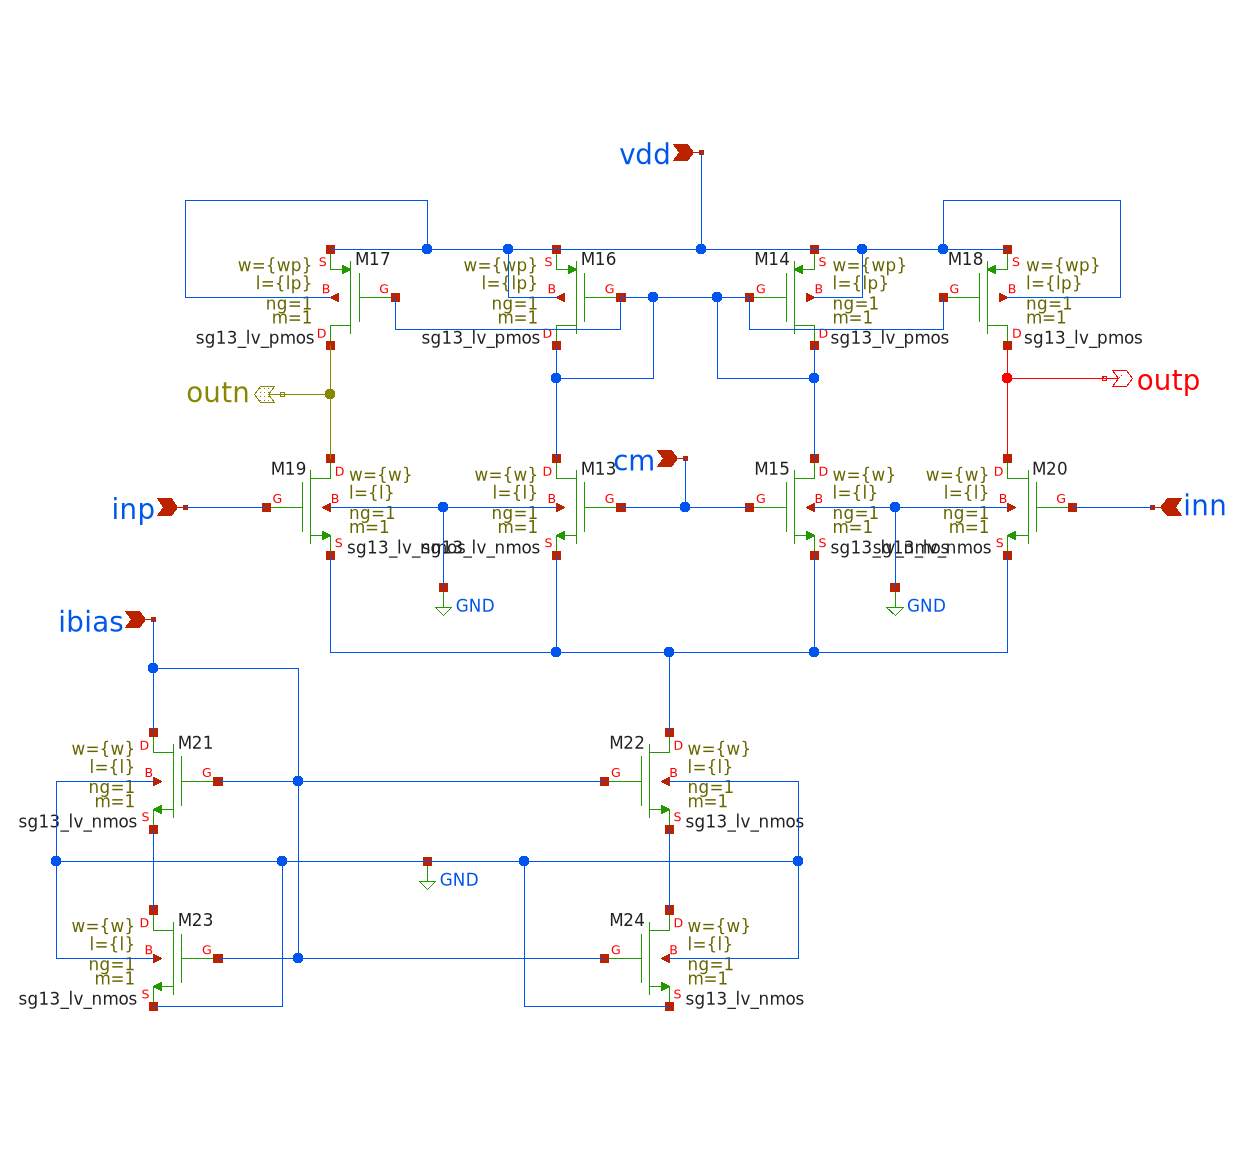 vdd
M17
S
w={wp}
l={lp}
B
ng=1
m=1
G
D
sg13_lv_pmos
M16
S
w={wp}
l={lp}
B
ng=1
m=1
G
D
sg13_lv_pmos
M14
S
w={wp}
l={lp}
G
B
ng=1
m=1
D
sg13_lv_pmos
M18
S
w={wp}
l={lp}
G
B
ng=1
m=1
D
sg13_lv_pmos
outn
outp
M19
D
w={w}
l={l}
G
B
ng=1
m=1
S
sg13_lv_nmos
M13
D
w={w}
l={l}
B
G
ng=1
m=1
S
sg13_lv_nmos
cm
M15
D
w={w}
l={l}
G
B
ng=1
m=1
S
sg13_lv_nmos
M20
D
w={w}
l={l}
B
G
ng=1
m=1
S
sg13_lv_nmos
inp
inn
GND
GND
ibias
M21
D
w={w}
l={l}
B
G
ng=1
m=1
S
sg13_lv_nmos
M22
D
w={w}
l={l}
G
B
ng=1
m=1
S
sg13_lv_nmos
GND
M23
D
w={w}
l={l}
B
G
ng=1
m=1
S
sg13_lv_nmos
M24
D
w={w}
l={l}
G
B
ng=1
m=1
S
sg13_lv_nmos